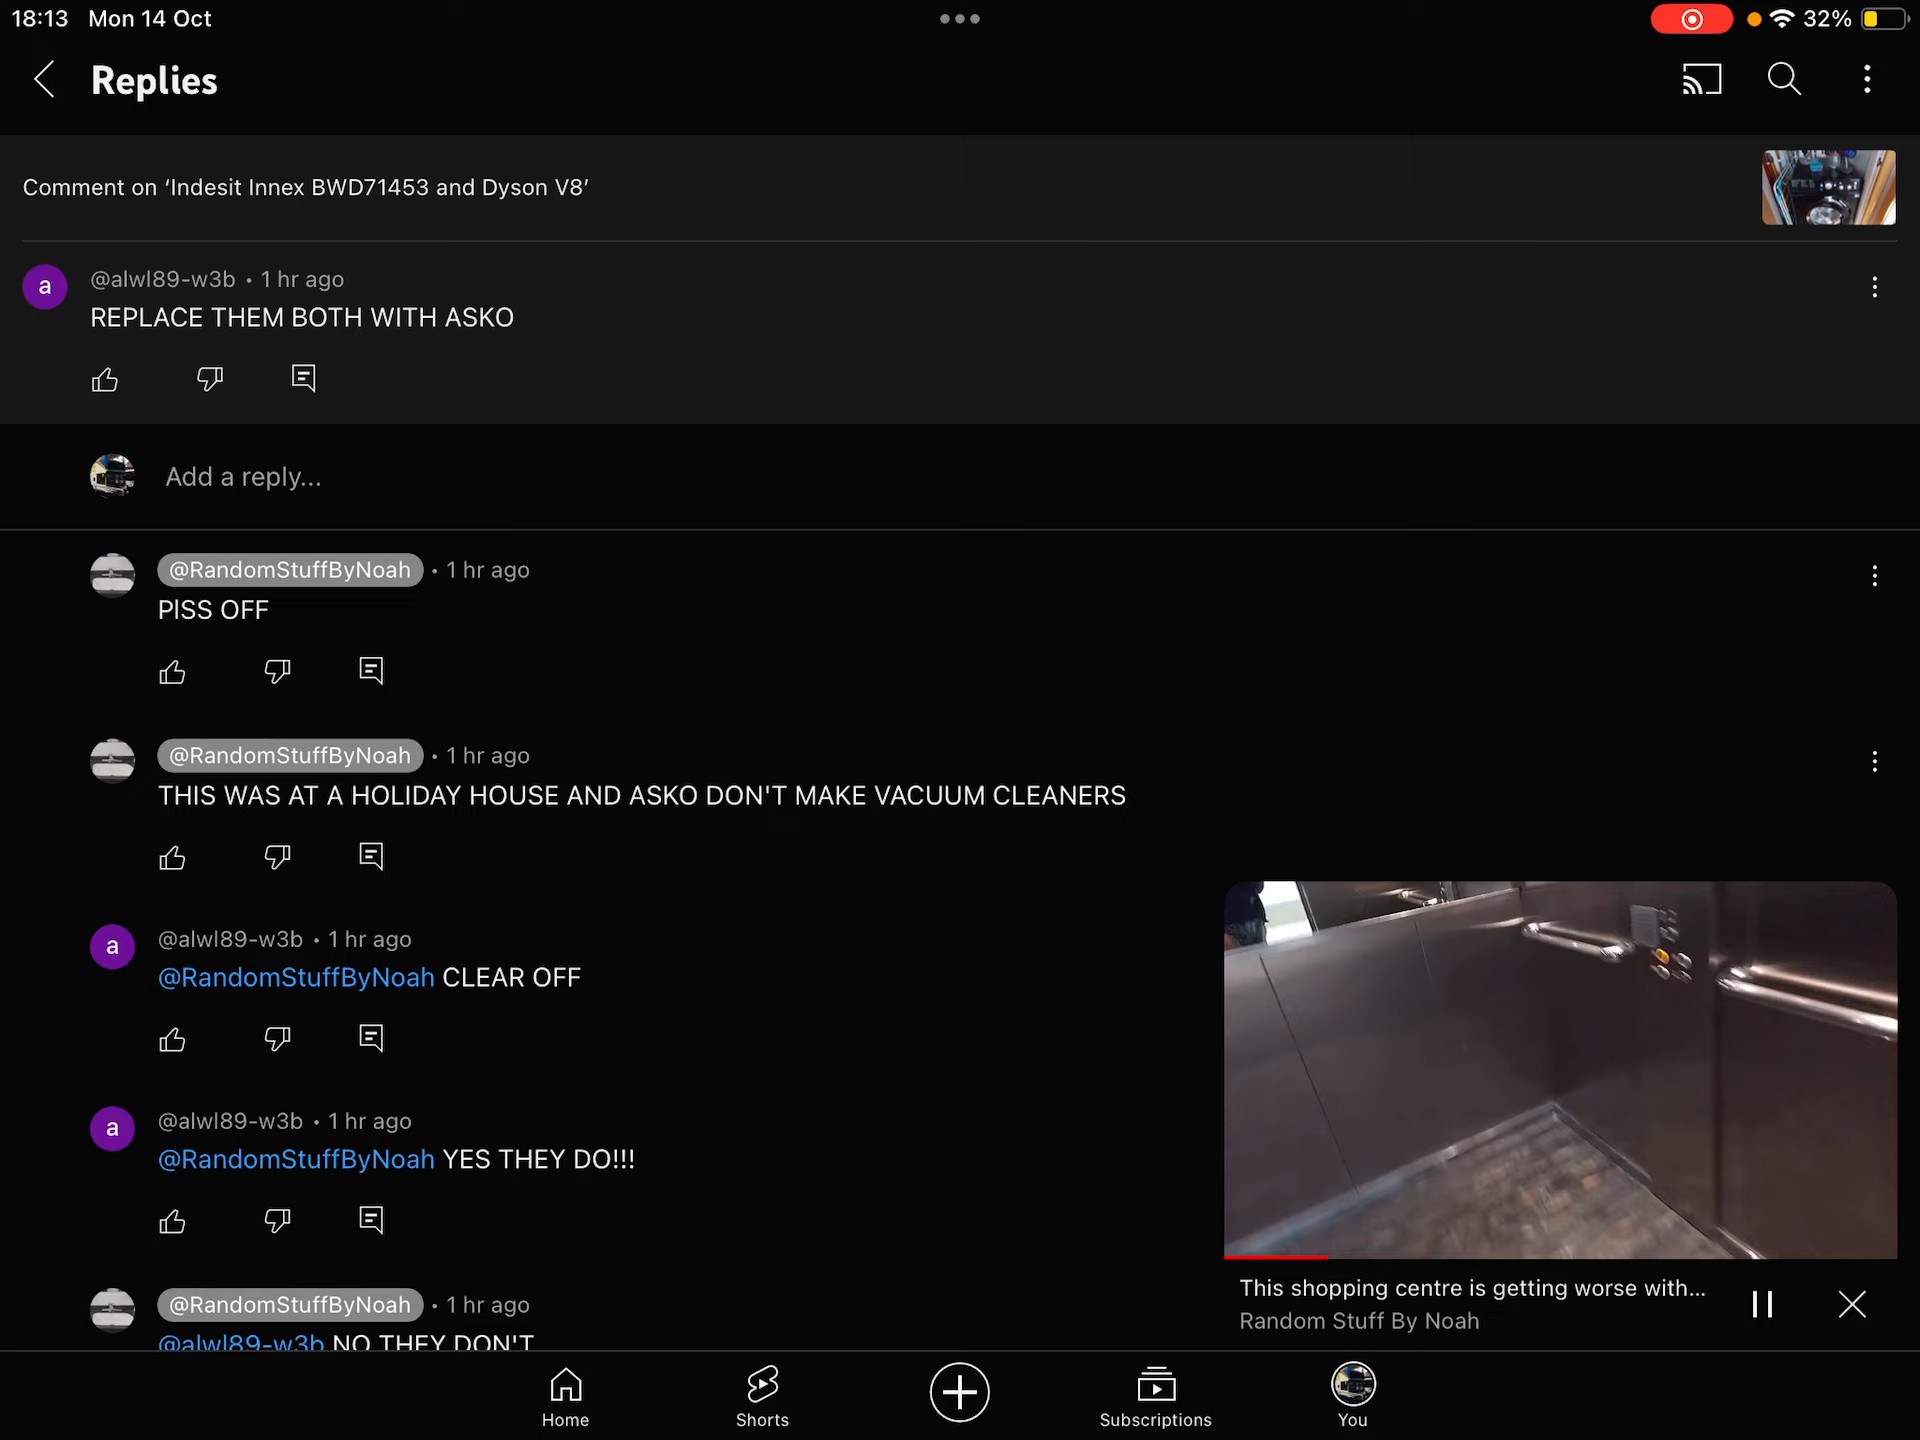 18:13 Mon 14 Oct
32%
Replies
Comment on ‘Indesit Innex BWD71453 and Dyson V8’
a
@alwl89-w3b • 1 hr ago
REPLACE THEM BOTH WITH ASKO
Add a reply...
@RandomStuffByNoah • 1 hr ago
PISS OFF
@RandomStuffByNoah • 1 hr ago
THIS WAS AT A HOLIDAY HOUSE AND ASKO DON'T MAKE VACUUM CLEANERS
a
@alwl89-w3b • 1 hr ago
@RandomStuffByNoah CLEAR OFF
a
@alwl89-w3b • 1 hr ago
@RandomStuffByNoah YES THEY DO!!!
@RandomStuffByNoah • 1 hr ago
@alwl89-w3b NO THEY DON'T
This shopping centre is getting worse with...
Random Stuff By Noah
Home
Shorts
Subscriptions
You